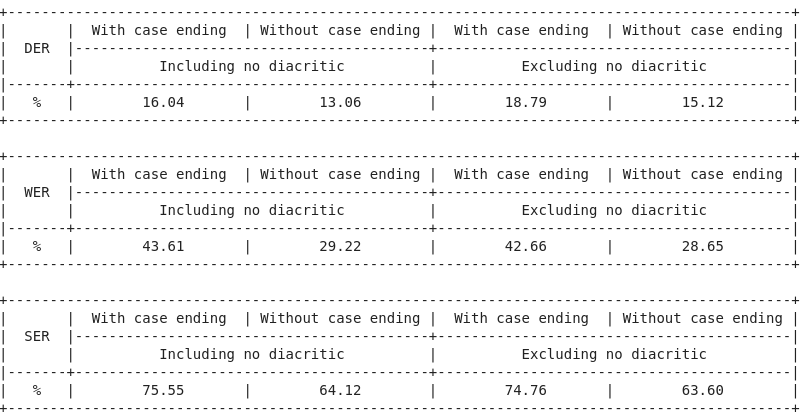 +-------------------------------------------------------------------------------------+
|       |  With case ending  | Without case ending |  With case ending  | Without case ending |
|  DER  |------------------------------------------+------------------------------------------|
|       |          Including no diacritic          |          Excluding no diacritic          |
|-------+------------------------------------------+------------------------------------------|
|   %   |        16.04       |        13.06        |        18.79       |        15.12        |
+-------------------------------------------------------------------------------------+
+-------------------------------------------------------------------------------------+
|       |  With case ending  | Without case ending |  With case ending  | Without case ending |
|  WER  |------------------------------------------+------------------------------------------|
|       |          Including no diacritic          |          Excluding no diacritic          |
|-------+------------------------------------------+------------------------------------------|
|   %   |        43.61       |        29.22        |        42.66       |        28.65        |
+-------------------------------------------------------------------------------------+
+-------------------------------------------------------------------------------------+
|       |  With case ending  | Without case ending |  With case ending  | Without case ending |
|  SER  |------------------------------------------+------------------------------------------|
|       |          Including no diacritic          |          Excluding no diacritic          |
|-------+------------------------------------------+------------------------------------------|
|   %   |        75.55       |        64.12        |        74.76       |        63.60        |
+-------------------------------------------------------------------------------------+